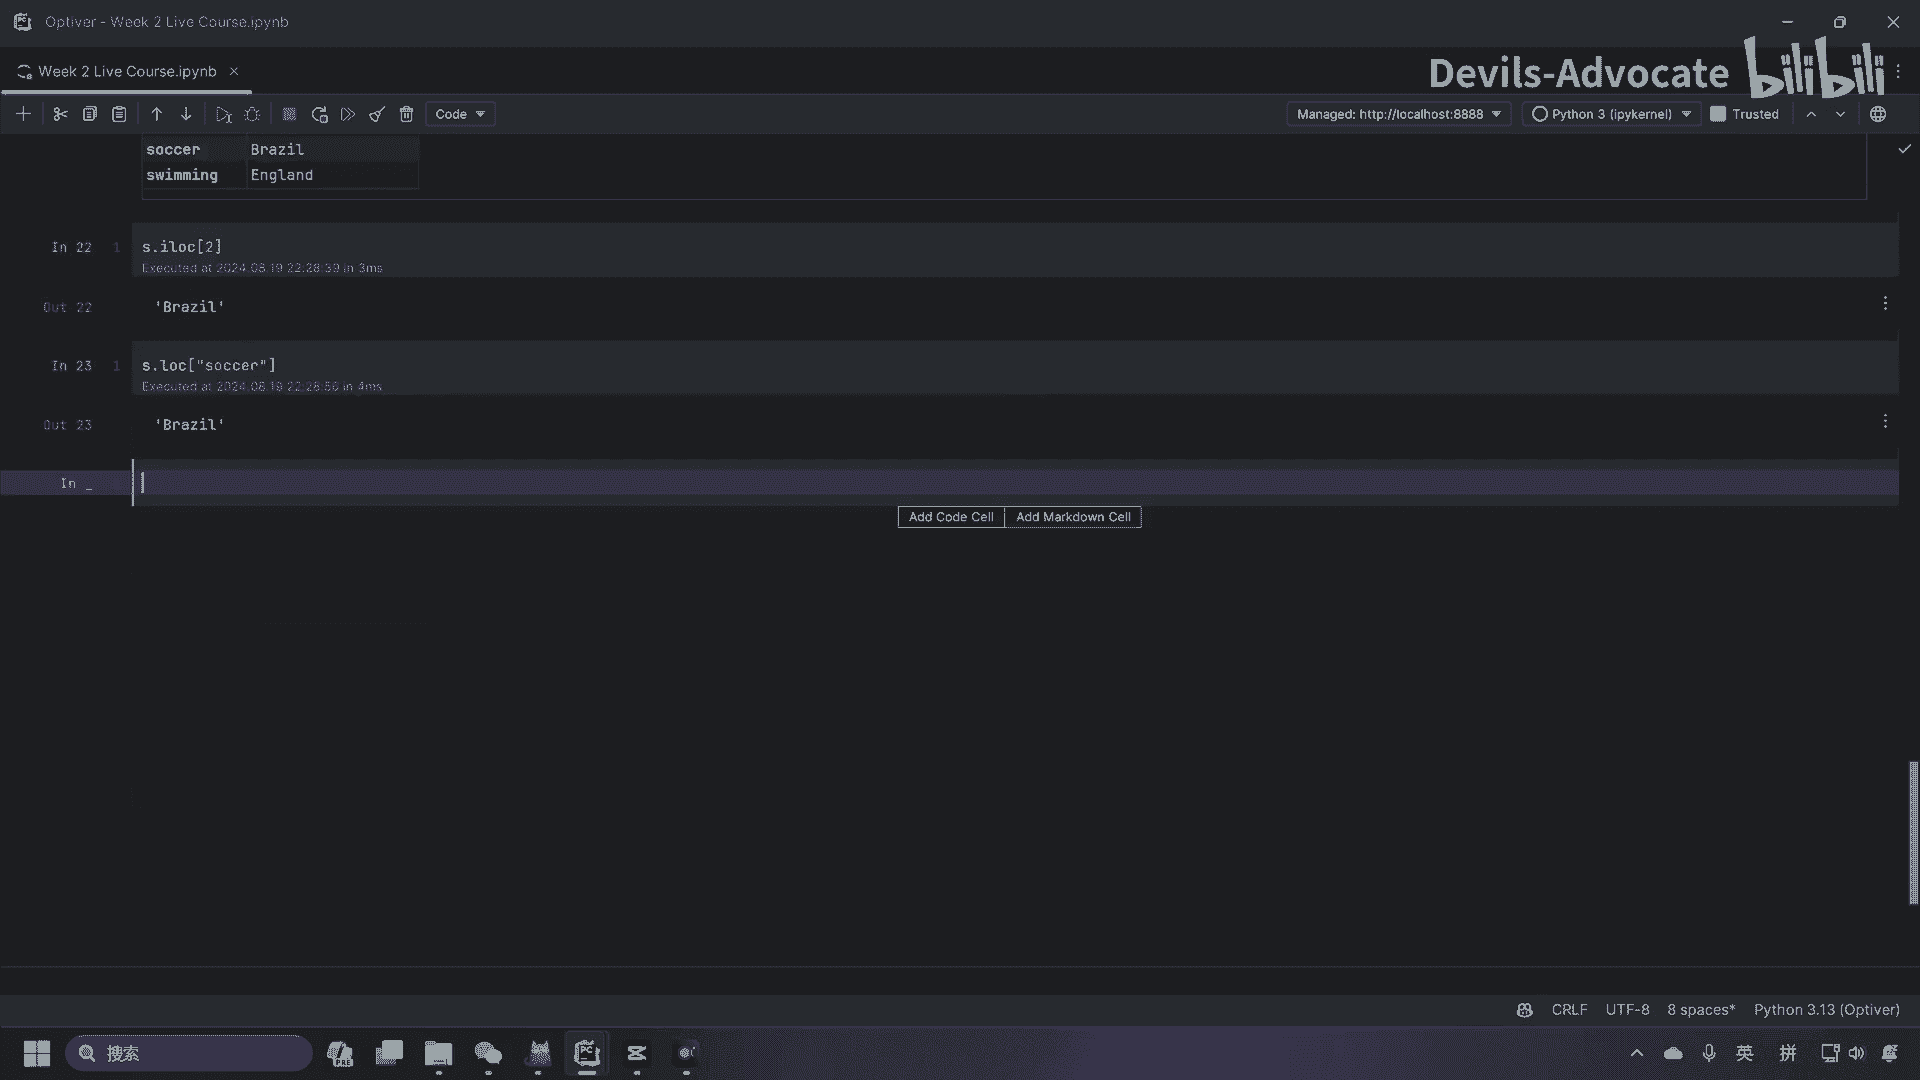 Optiver - Week 2 Live Course.ipynb
Week 2 Live Course.ipynb
Devils-Advocate bilibili
Code
Managed: http://localhost:8888
Python 3 (ipykernel)
Trusted
soccer Brazil
swimming England
In 22 1 s.iloc[2]
Executed at 2024.08.19 22:28:39 in 3ms
Out 22 'Brazil'
In 23 1 s.loc["soccer"]
Executed at 2024.08.19 22:28:56 in 4ms
Out 23 'Brazil'
In _
Add Code Cell Add Markdown Cell
CRLF UTF-8 8 spaces* Python 3.13 (Optiver)
搜索
PRE
PC
英 拼